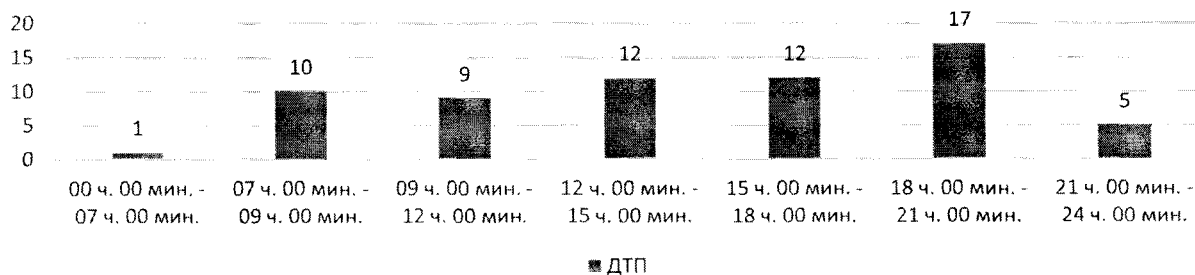 20
15
10
5
0
1
10
9
12
12
17
5
00 ч. 00 мин. - 07 ч. 00 мин.
07 ч. 00 мин. - 09 ч. 00 мин.
09 ч. 00 мин. - 12 ч. 00 мин.
12 ч. 00 мин. - 15 ч. 00 мин.
15 ч. 00 мин. - 18 ч. 00 мин.
18 ч. 00 мин. - 21 ч. 00 мин.
21 ч. 00 мин. - 24 ч. 00 мин.
ДТП